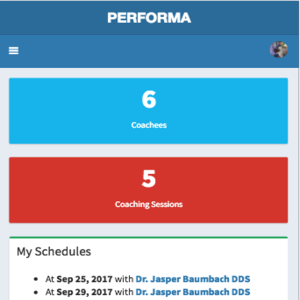 PERFORMA
6
Coachees
5
Coaching Sessions
My Schedules
At Sep 25, 2017 with Dr. Jasper Baumbach DDS
At Sep 29, 2017 with Dr. Jasper Baumbach DDS